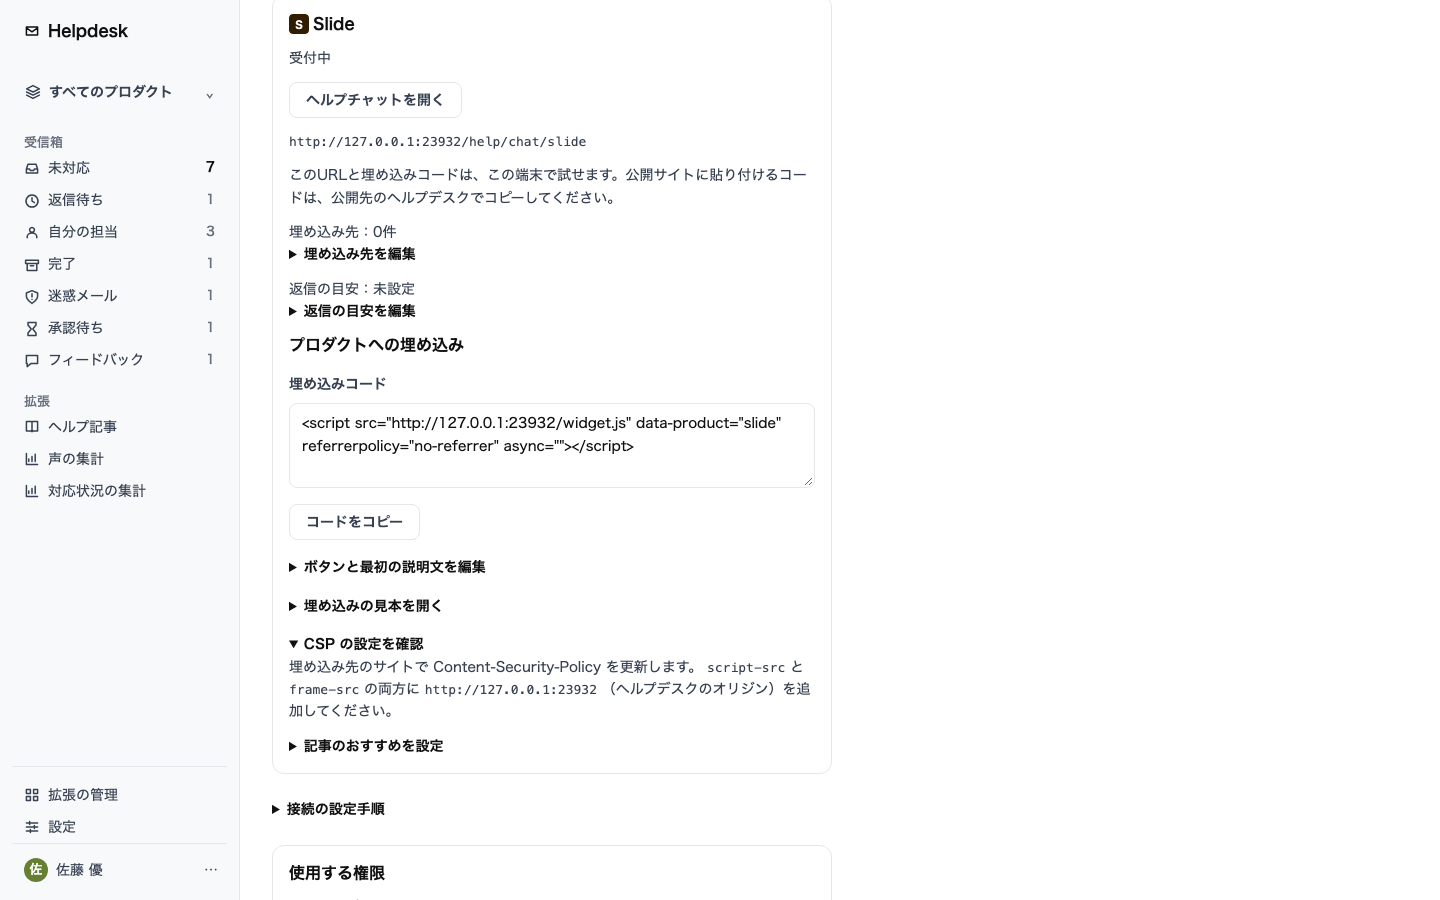 Helpdesk
すべてのプロダクト
受信箱
未対応 7
返信待ち 1
自分の担当 3
完了 1
迷惑メール 1
承認待ち 1
フィードバック 1
拡張
ヘルプ記事
声の集計
対応状況の集計
拡張の管理
設定
佐 佐藤 優 …
S Slide
受付中
ヘルプチャットを開く
http://127.0.0.1:23932/help/chat/slide
このURLと埋め込みコードは、この端末で試せます。公開サイトに貼り付けるコー
ドは、公開先のヘルプデスクでコピーしてください。
埋め込み先：0件
▶ 埋め込み先を編集
返信の目安：未設定
▶ 返信の目安を編集
プロダクトへの埋め込み
埋め込みコード
<script src="http://127.0.0.1:23932/widget.js" data-product="slide"
referrerpolicy="no-referrer" async=""></script>
コードをコピー
▶ ボタンと最初の説明文を編集
▶ 埋め込みの見本を開く
▼ CSP の設定を確認
埋め込み先のサイトで Content-Security-Policy を更新します。 script-src と
frame-src の両方に http://127.0.0.1:23932 （ヘルプデスクのオリジン）を追
加してください。
▶ 記事のおすすめを設定
▶ 接続の設定手順
使用する権限